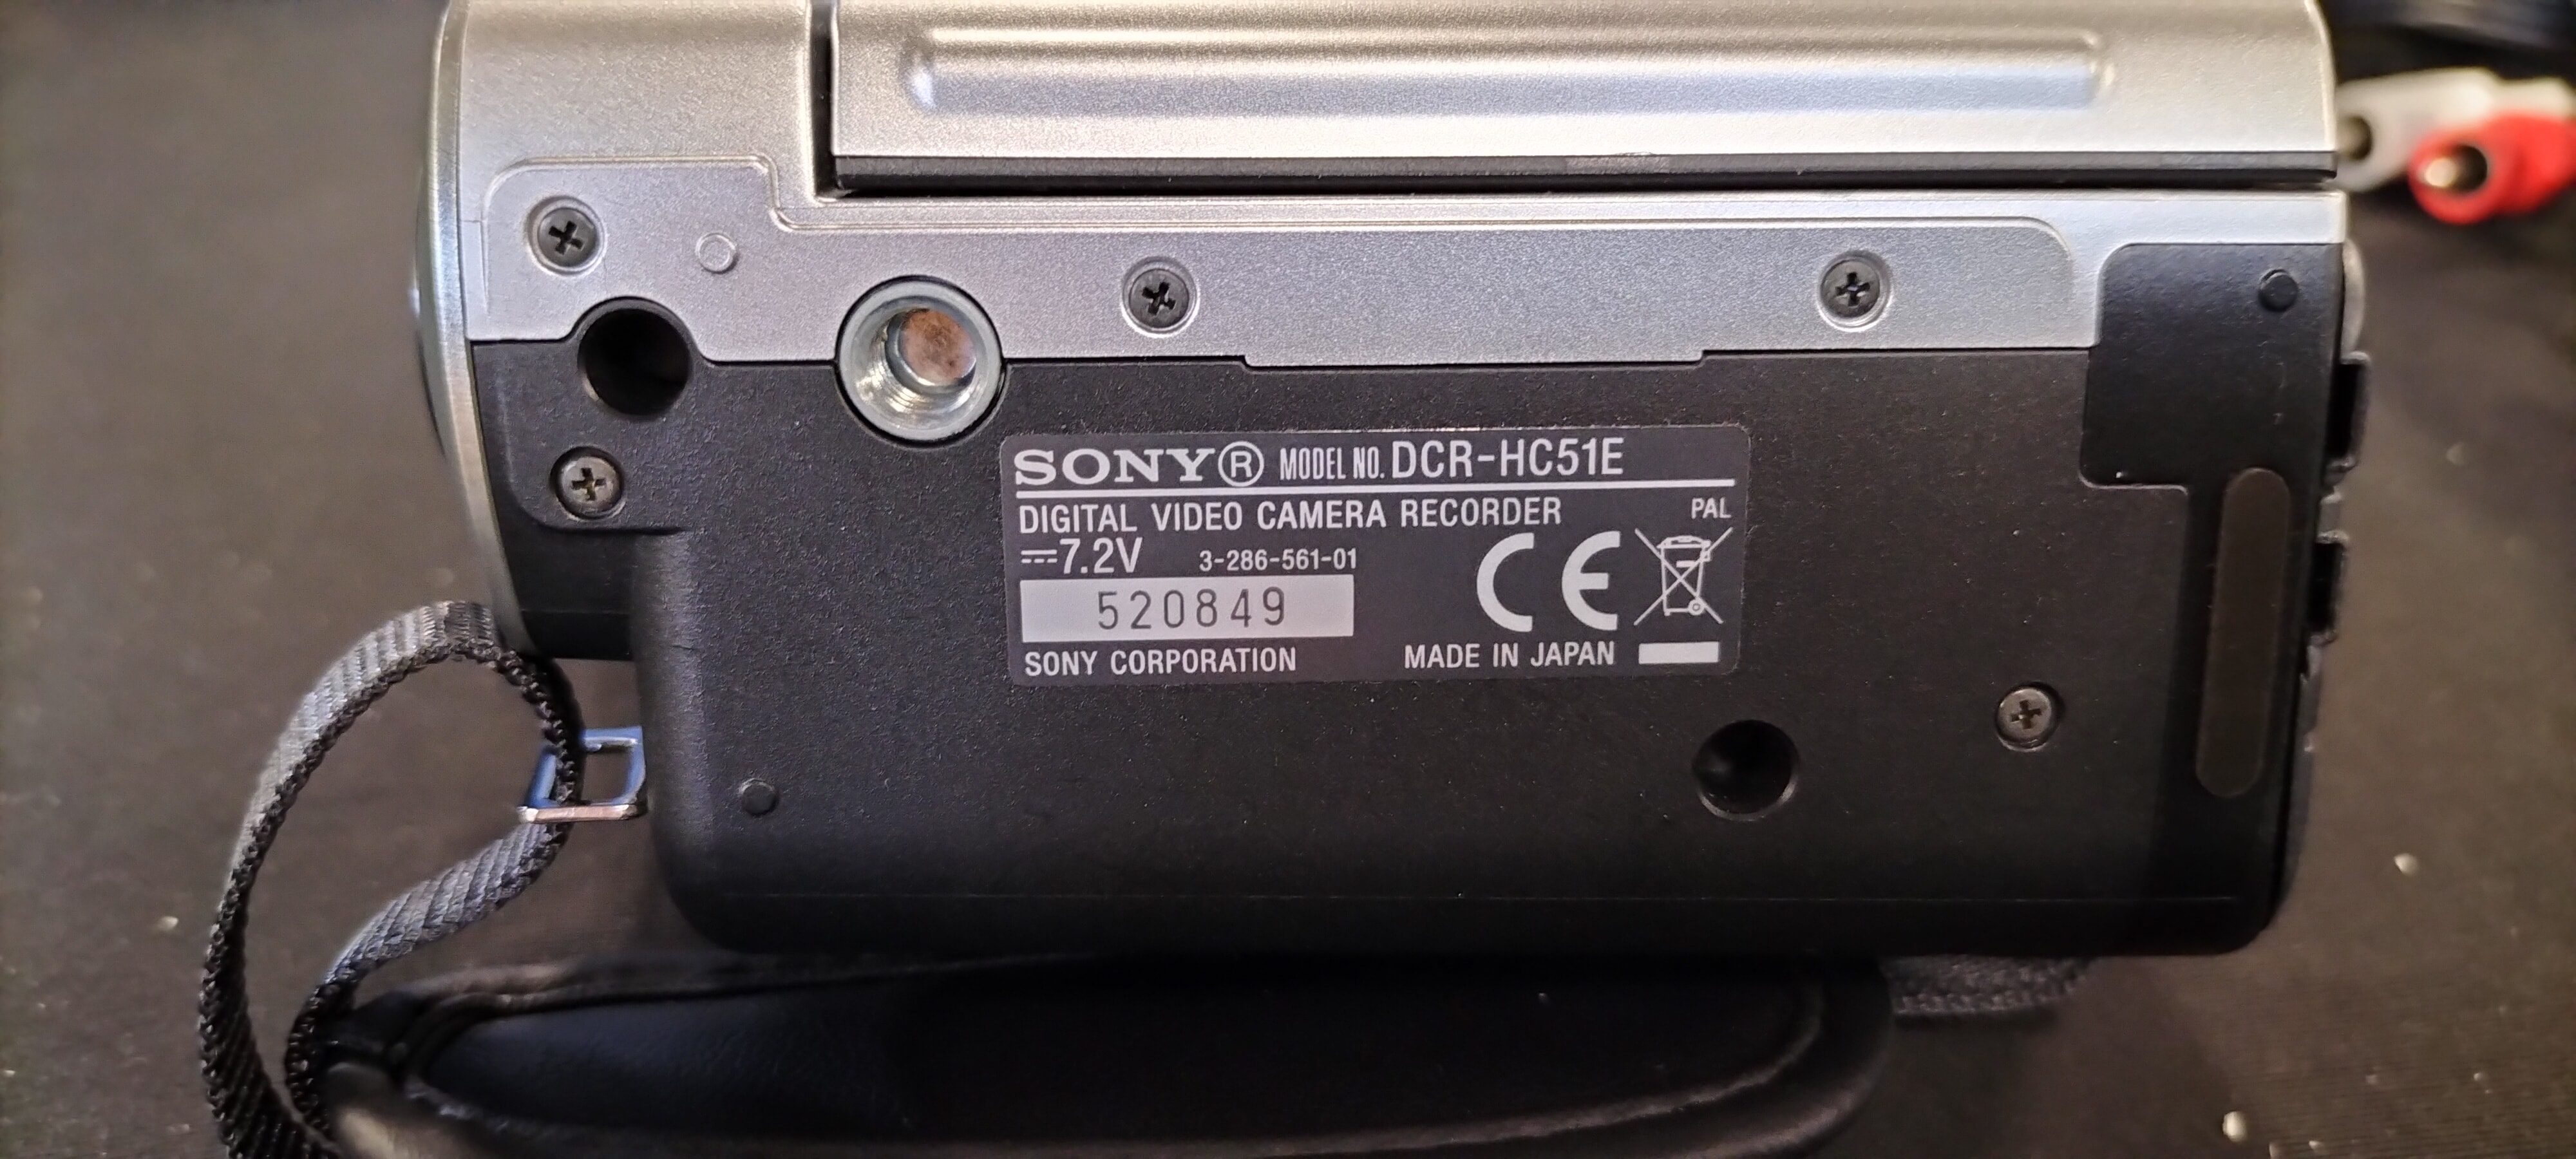 SONY® MODEL NO. DCR-HC51E
DIGITAL VIDEO CAMERA RECORDER PAL
⎓7.2V 3-286-561-01
CE
520849
SONY CORPORATION MADE IN JAPAN